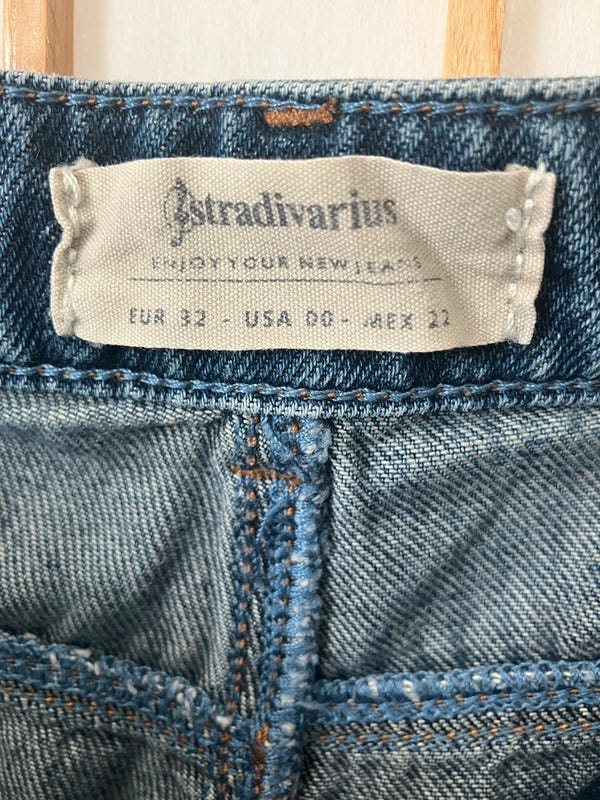 stradivarius
ENJOY YOUR NEW JEANS
EUR 32 - USA 00 - MEX 22